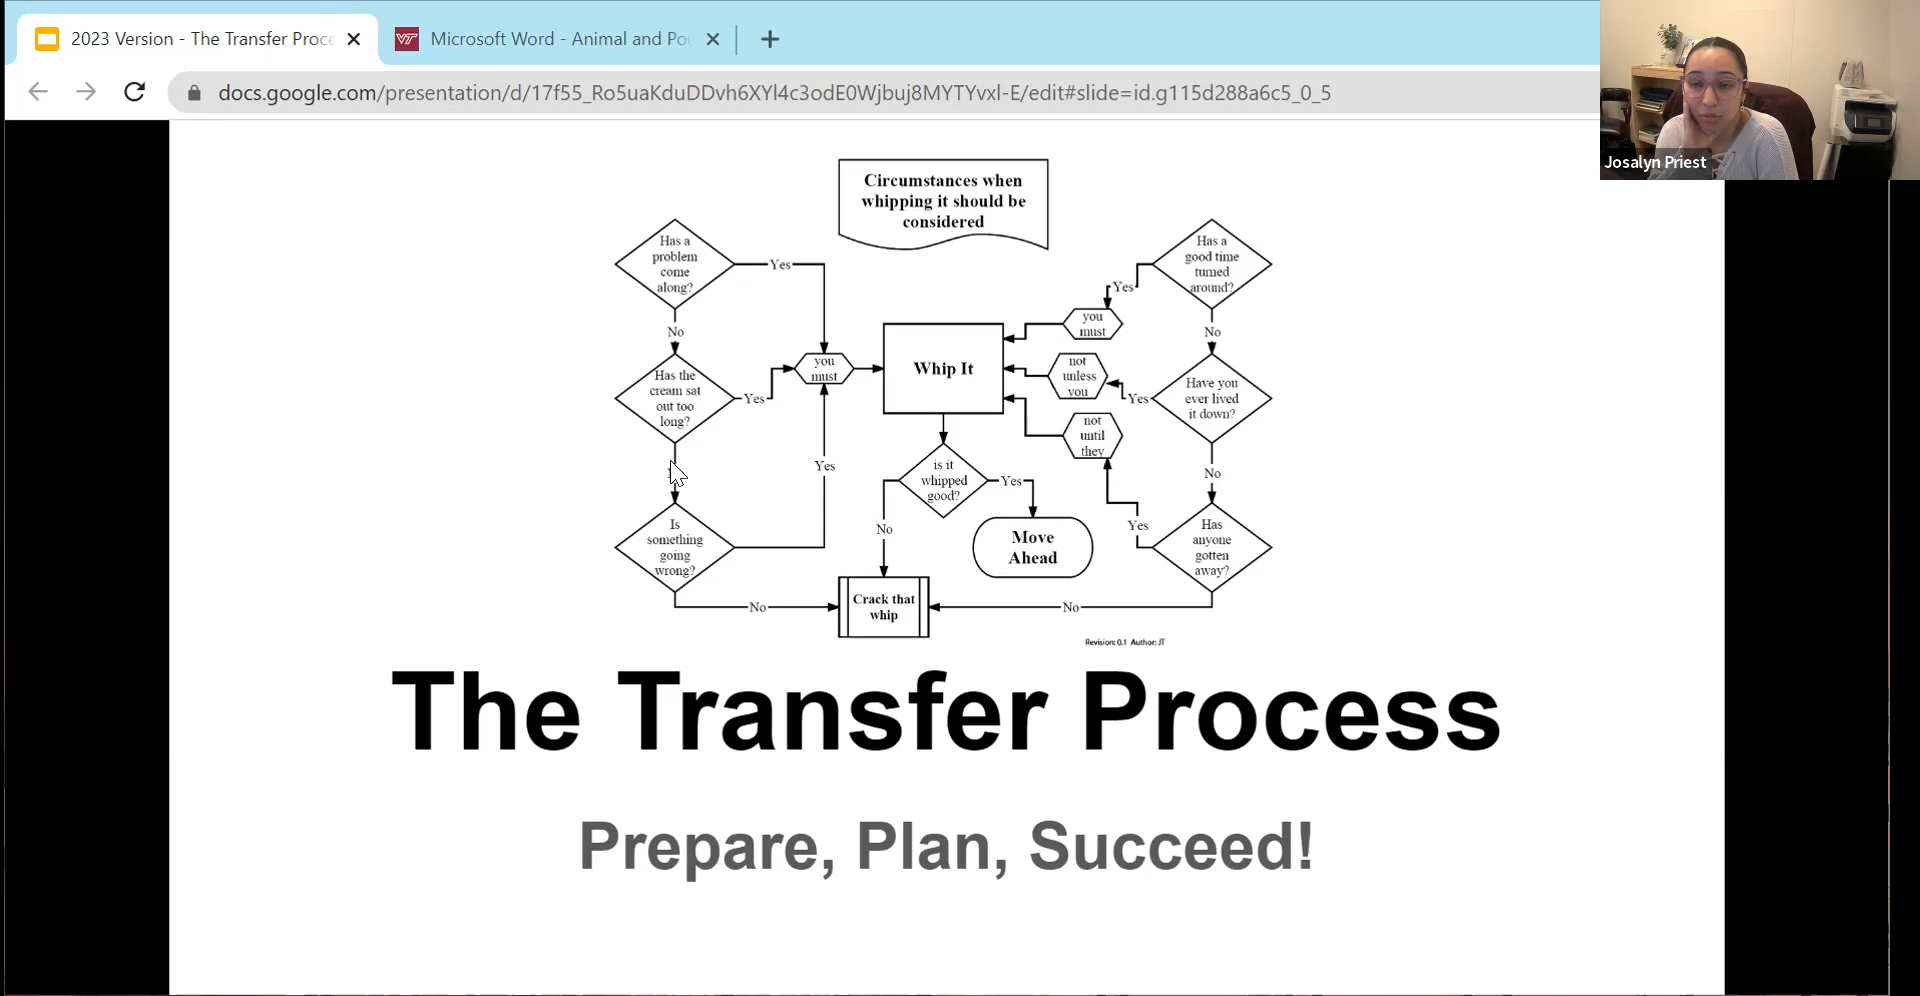 2023 Version - The Transfer Proce
Microsoft Word - Animal and Po
docs.google.com/presentation/d/17f55_Ro5uaKduDDvh6XYl4c3odE0Wjbuj8MYTYvxl-E/edit#slide=id.g115d288a6c5_0_5
Josalyn Priest
Circumstances when
whipping it should be
considered
Has a
problem
come
along?
Yes
No
Has the
cream sat
out too
long?
Yes
Is
something
going
wrong?
Yes
No
you
must
Whip It
is it
whipped
good?
Yes
No
Move
Ahead
Crack that
whip
Has a
good time
turned
around?
Yes
No
you
must
Have you
ever lived
it down?
Yes
No
not
unless
you
Has
anyone
gotten
away?
Yes
No
not
until
they
Revision: 0.1 Author: JT
The Transfer Process
Prepare, Plan, Succeed!